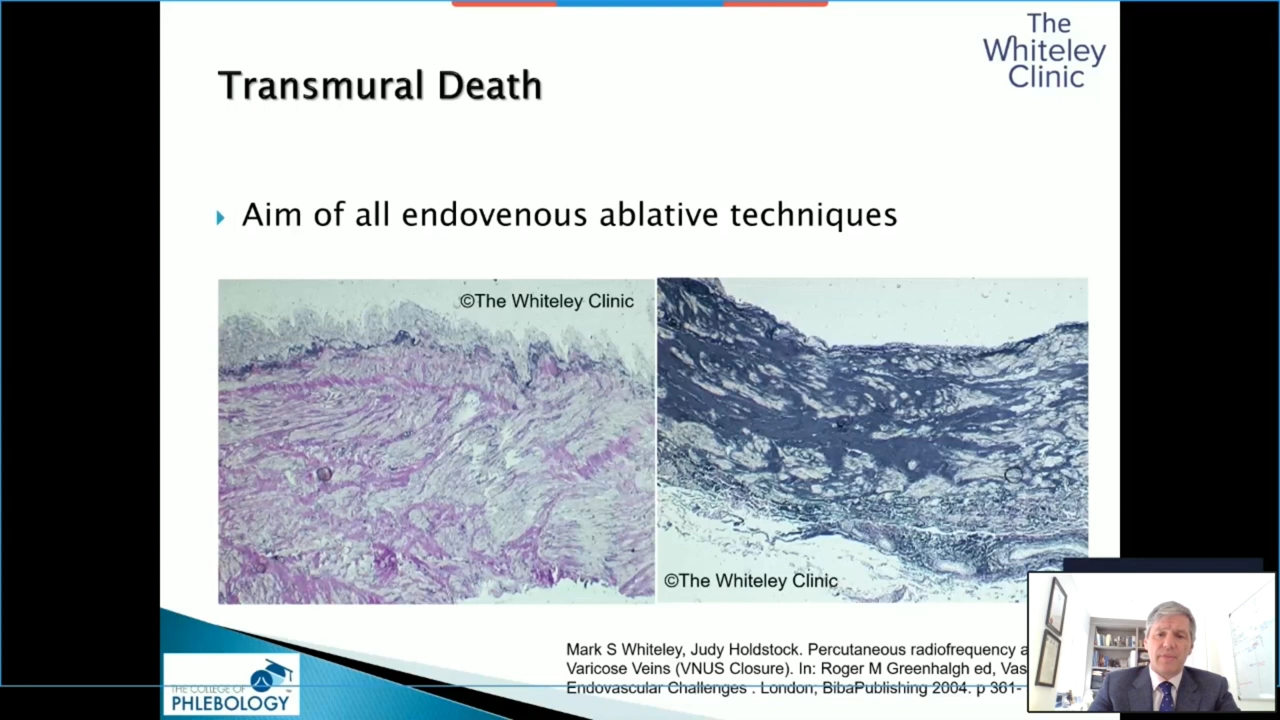 The
Whiteley
Clinic
Transmural Death
Aim of all endovenous ablative techniques
©The Whiteley Clinic
©The Whiteley Clinic
Mark S Whiteley, Judy Holdstock. Percutaneous radiofrequency
Varicose Veins (VNUS Closure). In: Roger M Greenhalgh ed,
Endovascular Challenges . London; BibaPublishing 2004. p 361-
THE COLLEGE OF
PHLEBOLOGY